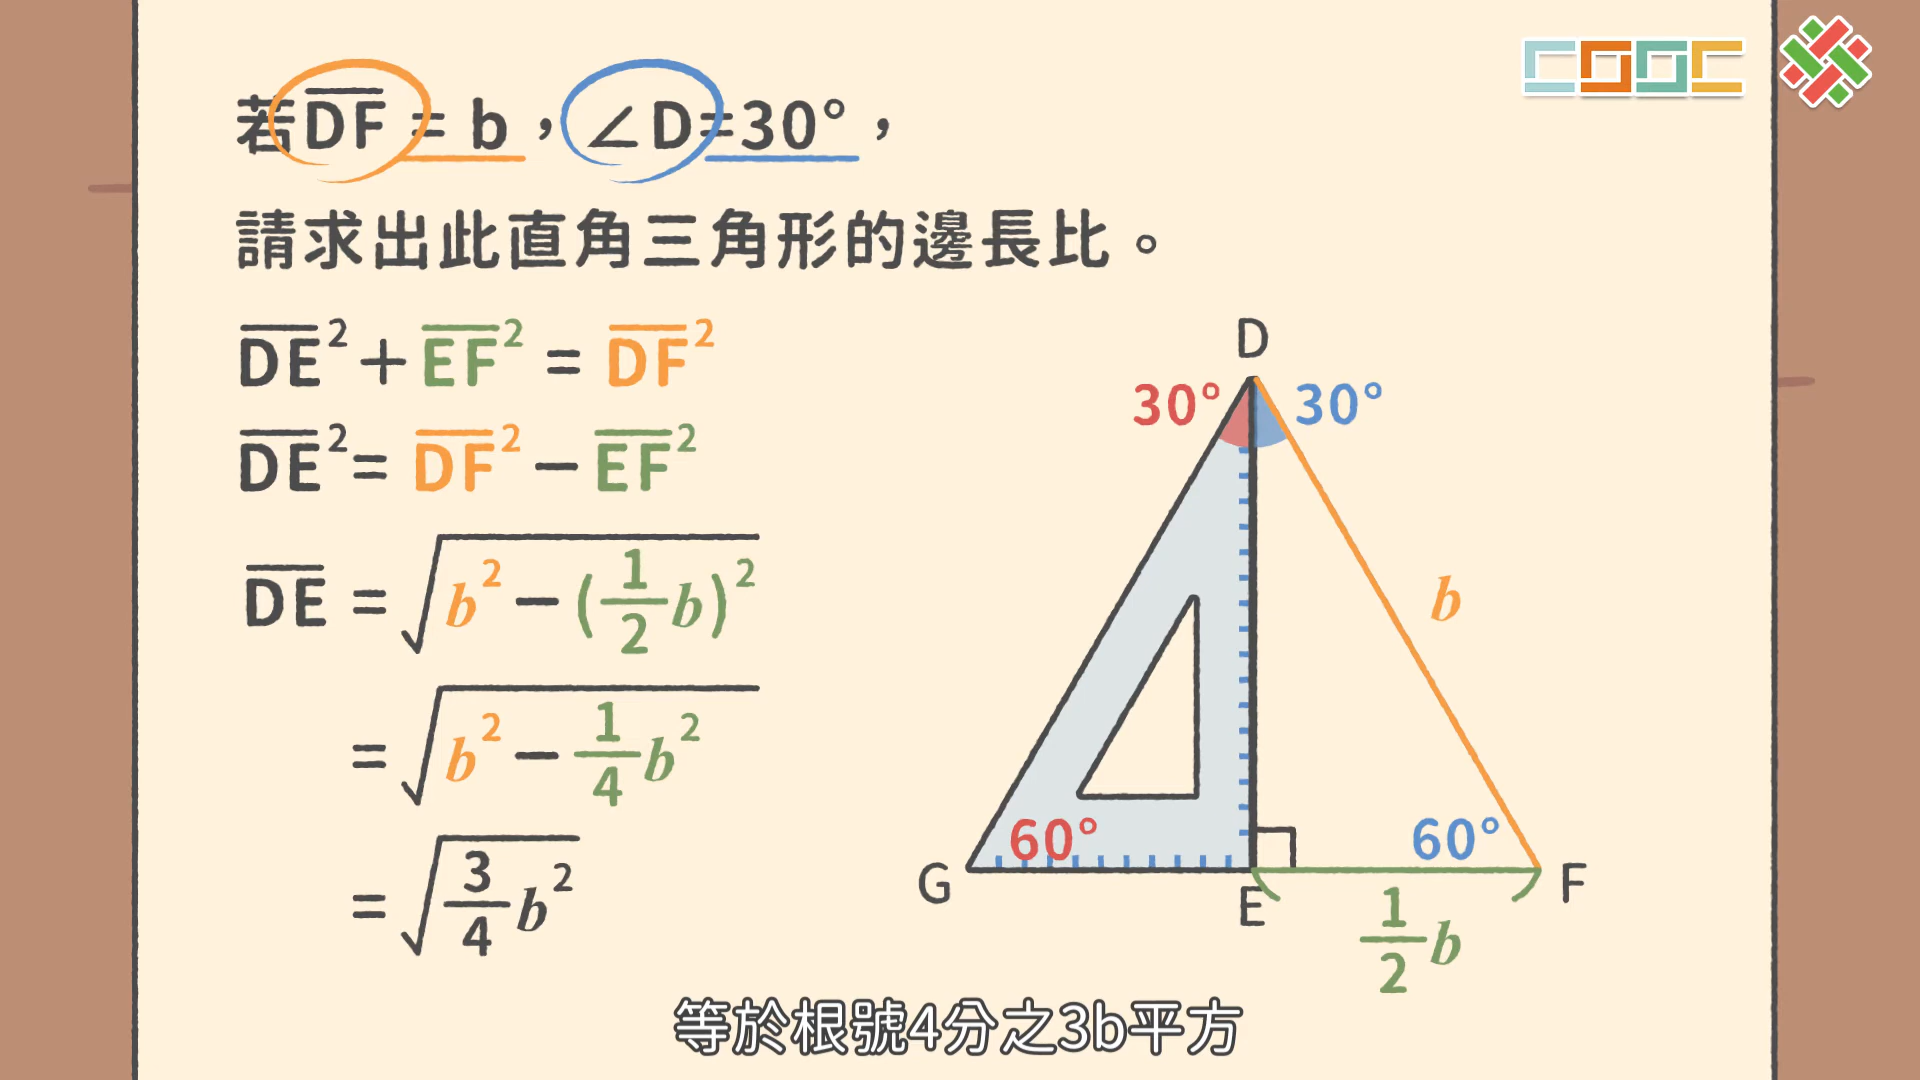 COOC
若DF = b，∠D=30°，
請求出此直角三角形的邊長比。
DE² + EF² = DF²
DE² = DF² − EF²
DE = √(b² − (1/2 b)²)
= √(b² − 1/4 b²)
= √(3/4 b²)
D
30° 30°
b
60° 60°
G E F
1/2 b
等於根號4分之3b平方